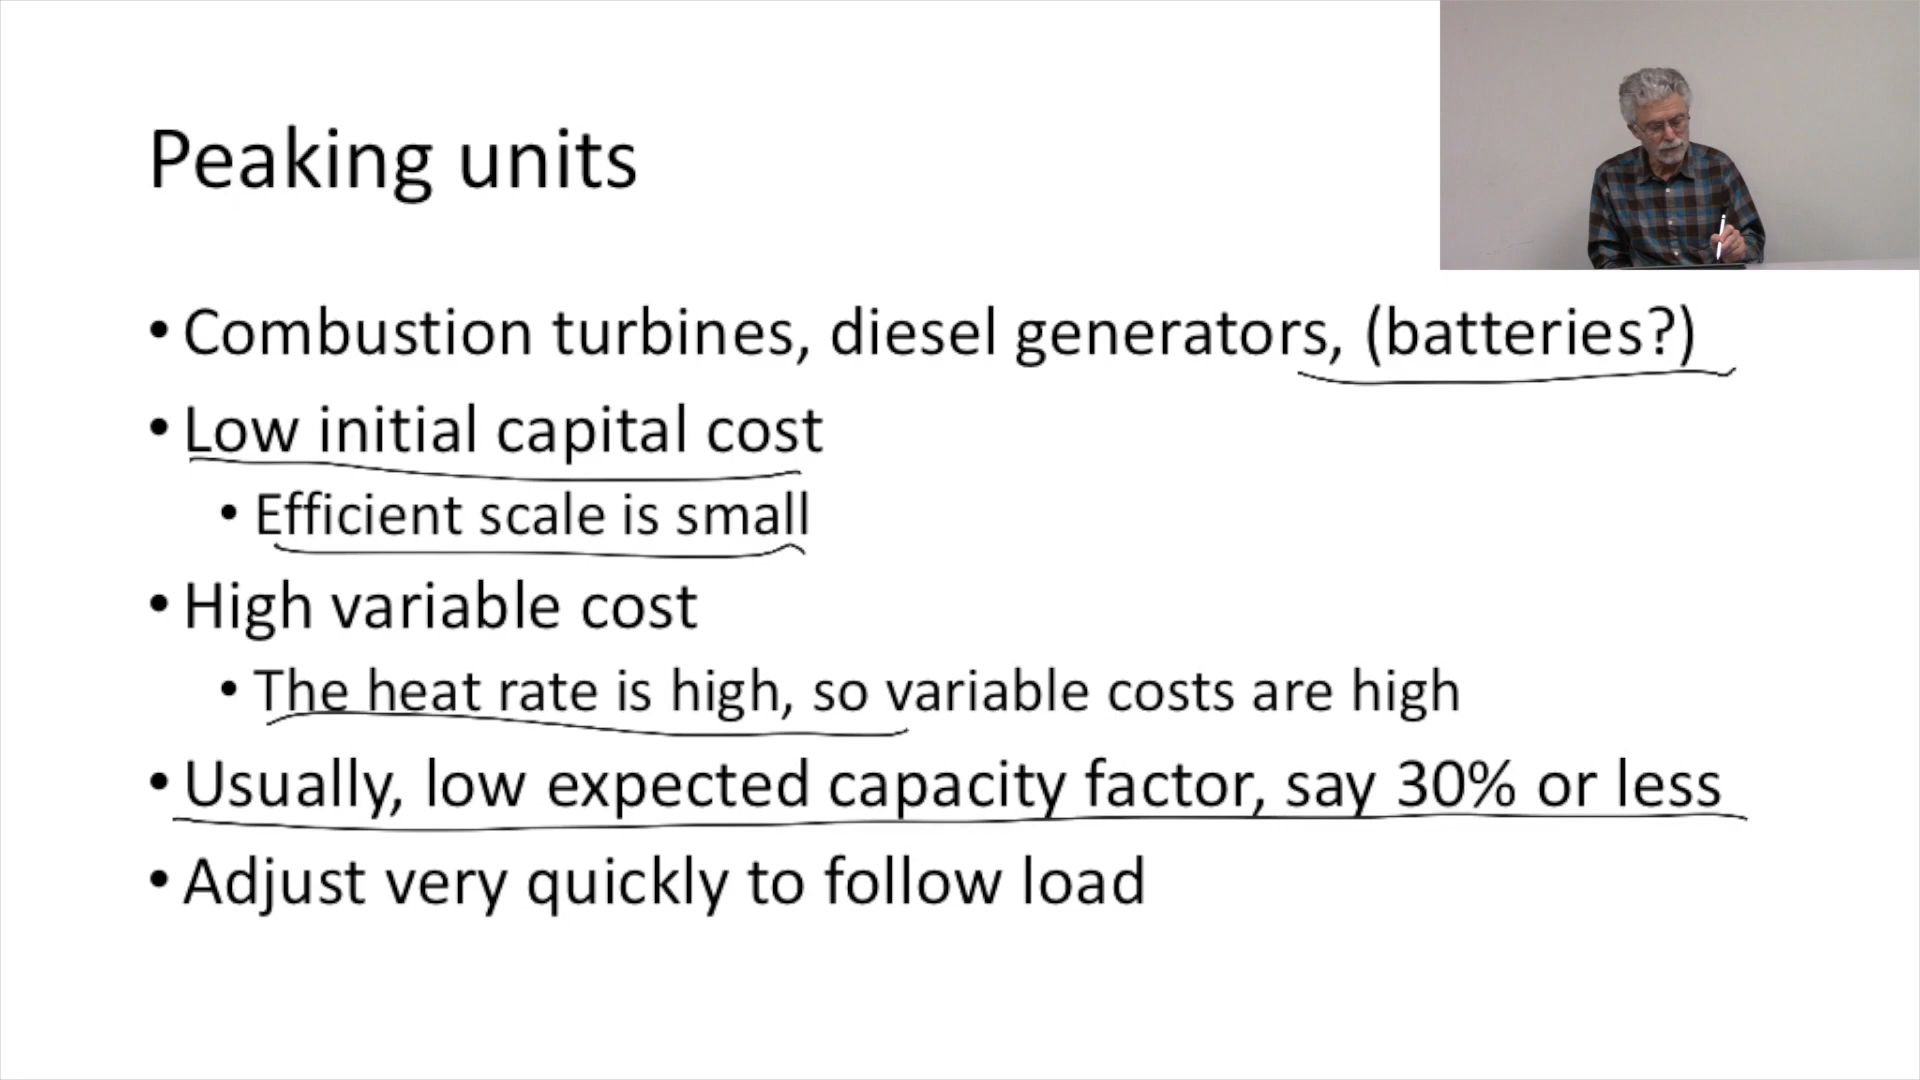 Peaking units
• Combustion turbines, diesel generators, (batteries?)
• Low initial capital cost
• Efficient scale is small
• High variable cost
• The heat rate is high, so variable costs are high
• Usually, low expected capacity factor, say 30% or less
• Adjust very quickly to follow load